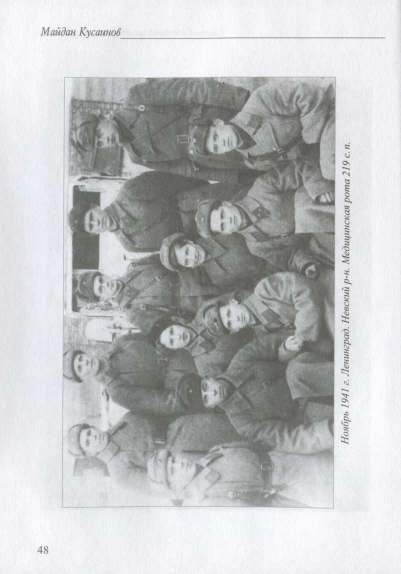 Майдан Кусаинов
Ноябрь 1941 г. Ленинград. Невский р-н. Медицинская рота 219 с.п.
48